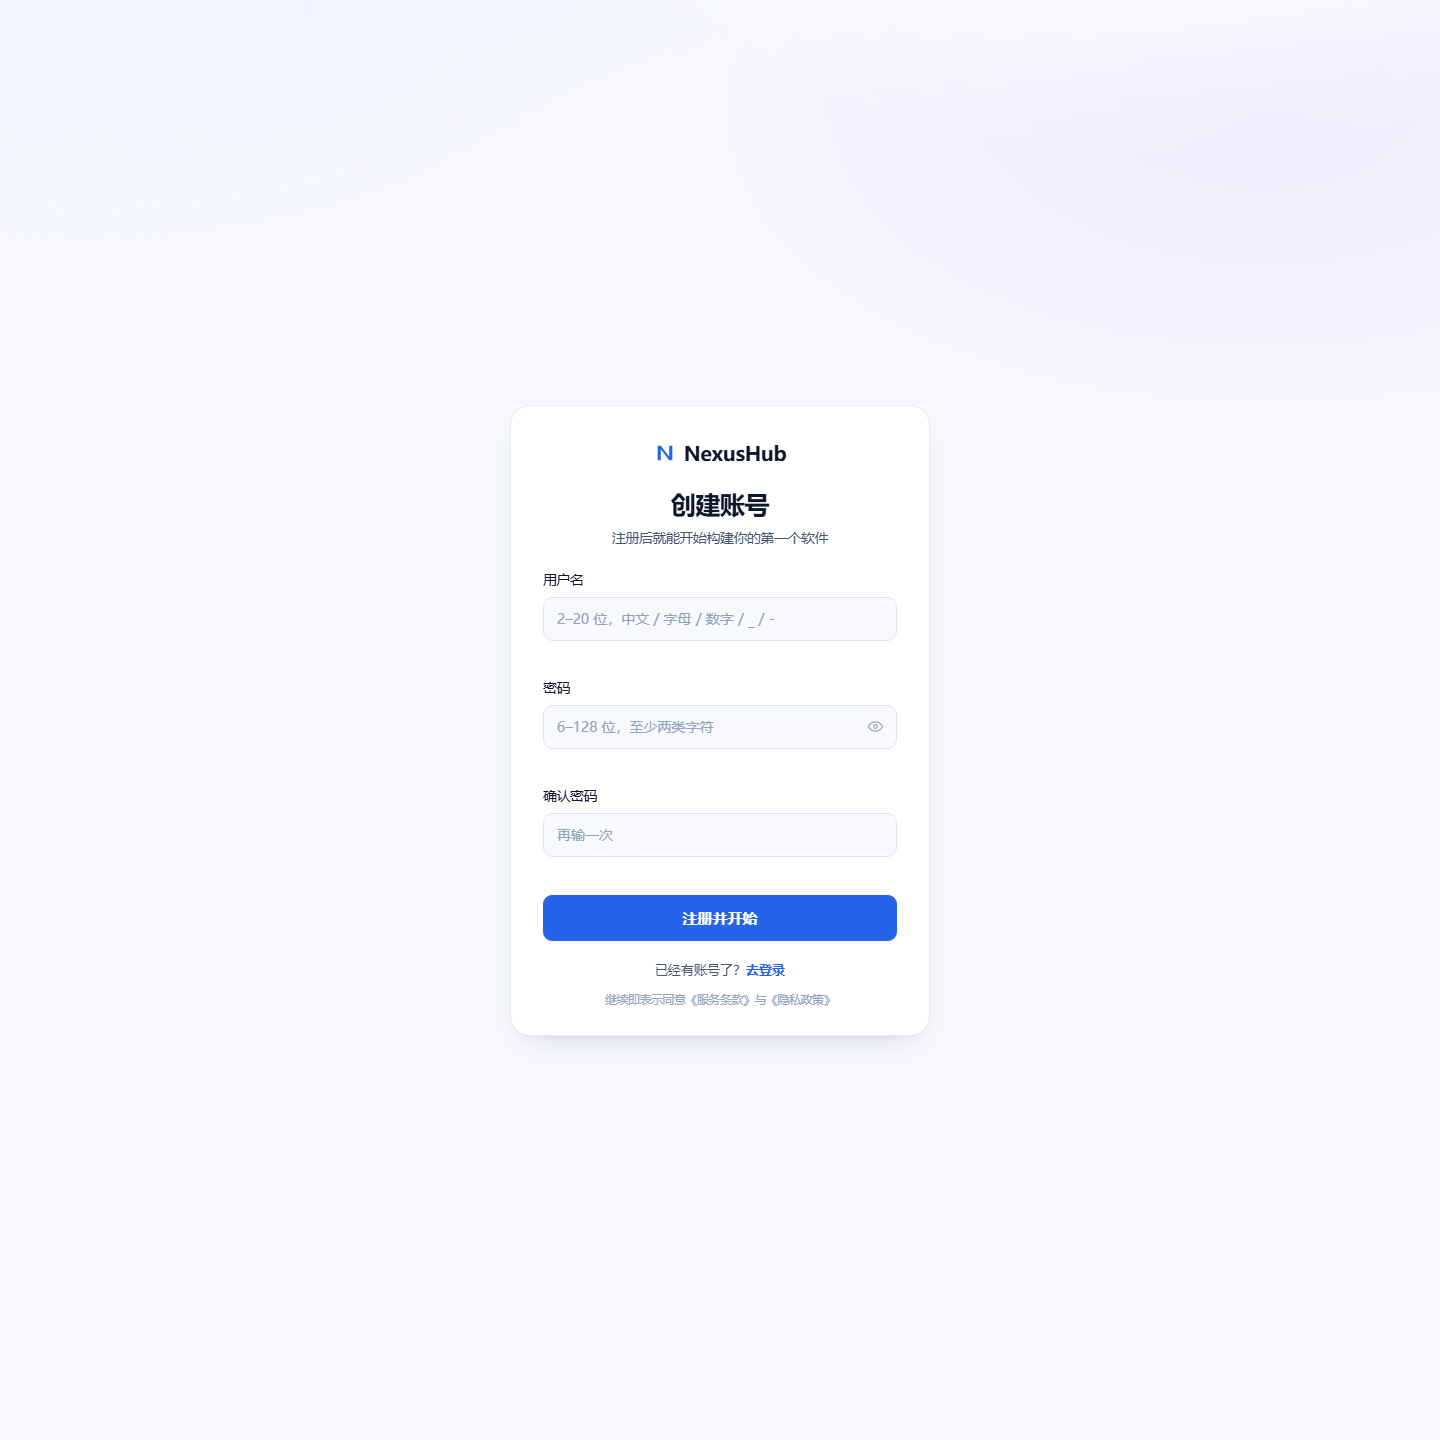 N NexusHub
创建账号
注册后就能开始构建你的第一个软件
用户名
2–20 位，中文 / 字母 / 数字 / _ / -
密码
6–128 位，至少两类字符
确认密码
再输一次
注册并开始
已经有账号了？去登录
继续即表示同意《服务条款》与《隐私政策》